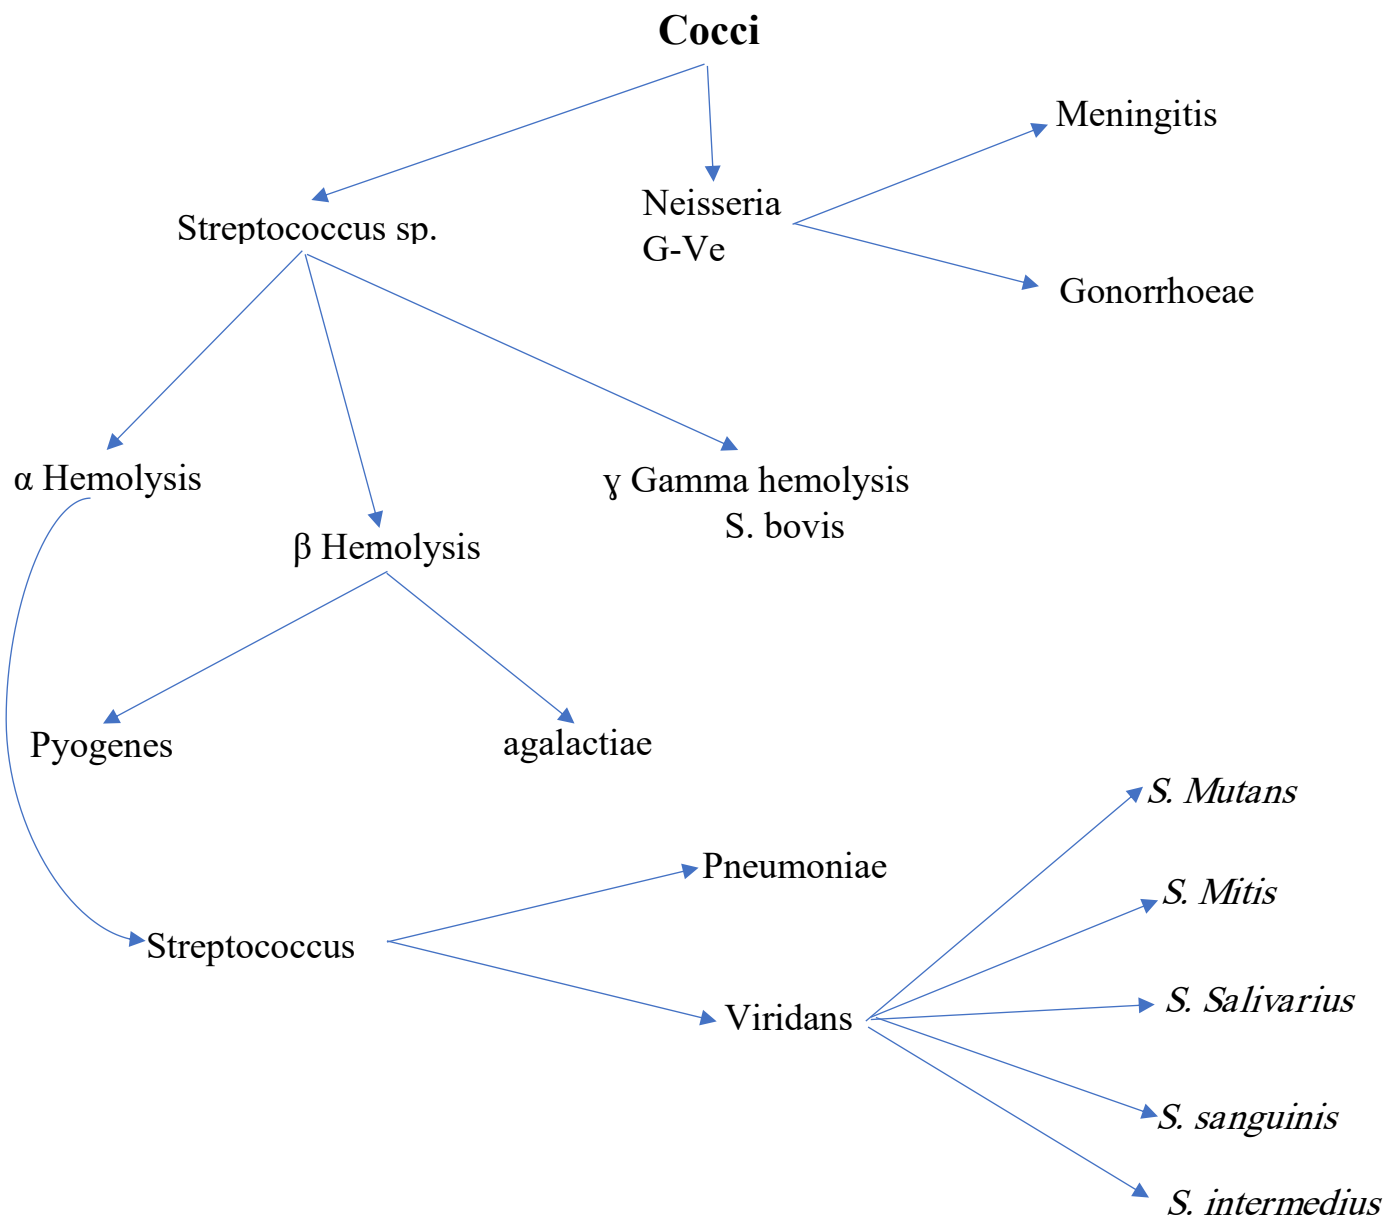 Cocci
Meningitis
Neisseria
G-Ve
Streptococcus sp.
Gonorrhoeae
α Hemolysis
γ Gamma hemolysis
S. bovis
β Hemolysis
Pyogenes
agalactiae
S. Mutans
Pneumoniae
S. Mitis
Streptococcus
S. Salivarius
Viridans
S. sanguinis
S. intermedius